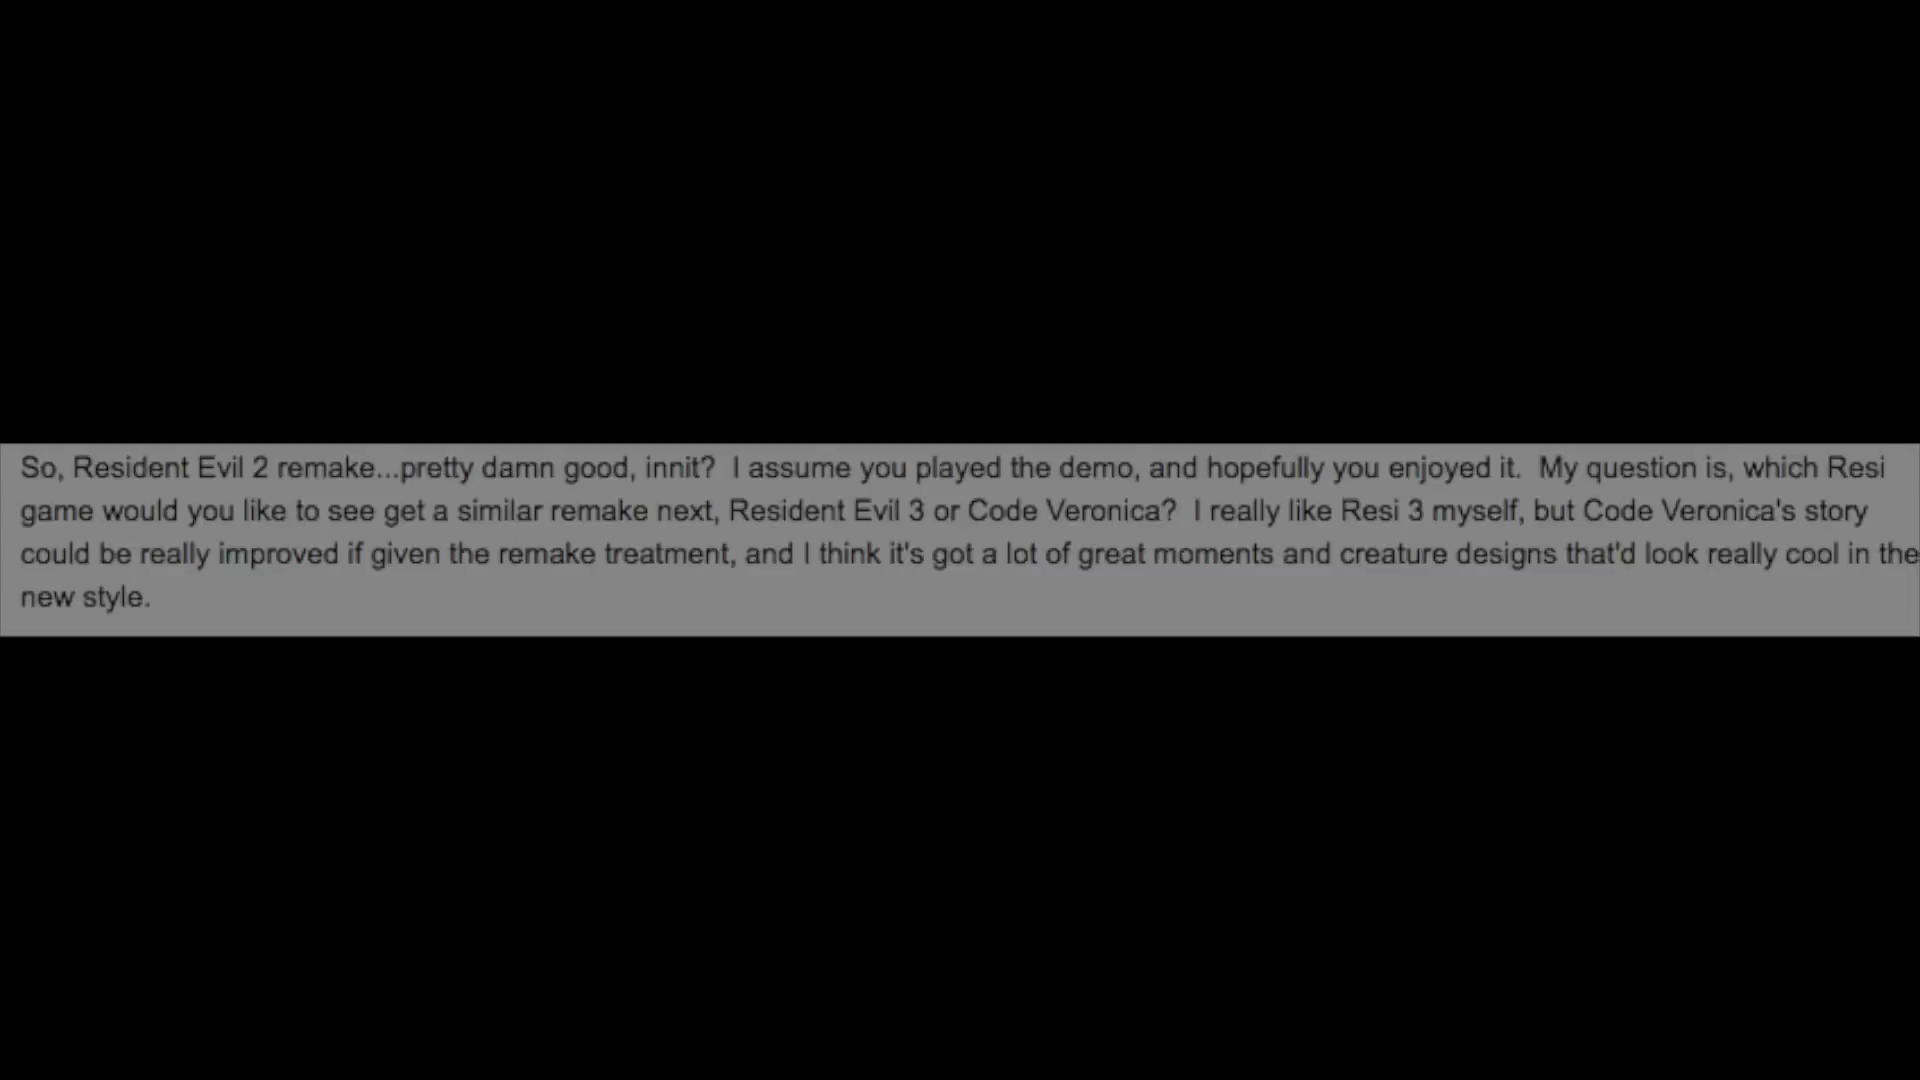 So, Resident Evil 2 remake...pretty damn good, innit?  I assume you played the demo, and hopefully you enjoyed it.  My question is, which Resi
game would you like to see get a similar remake next, Resident Evil 3 or Code Veronica?  I really like Resi 3 myself, but Code Veronica's story
could be really improved if given the remake treatment, and I think it's got a lot of great moments and creature designs that'd look really cool in the
new style.